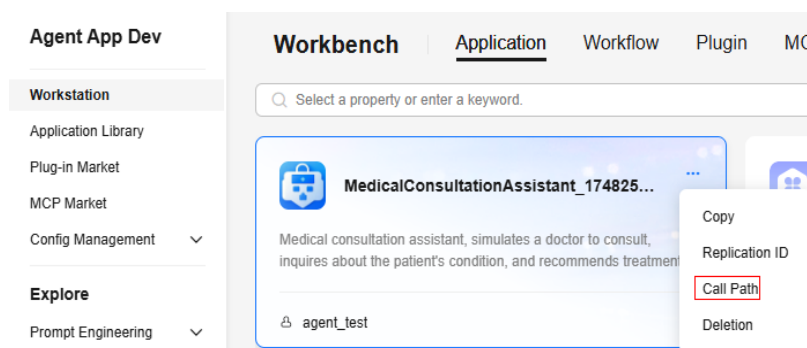 Agent App Dev
Workstation
Application Library
Plug-in Market
MCP Market
Config Management
Explore
Prompt Engineering
Workbench
Application
Workflow
Plugin
Select a property or enter a keyword.
MedicalConsultationAssistant_174825...
Medical consultation assistant, simulates a doctor to consult,
inquires about the patient's condition, and recommends treatment
agent_test
Copy
Replication ID
Call Path
Deletion